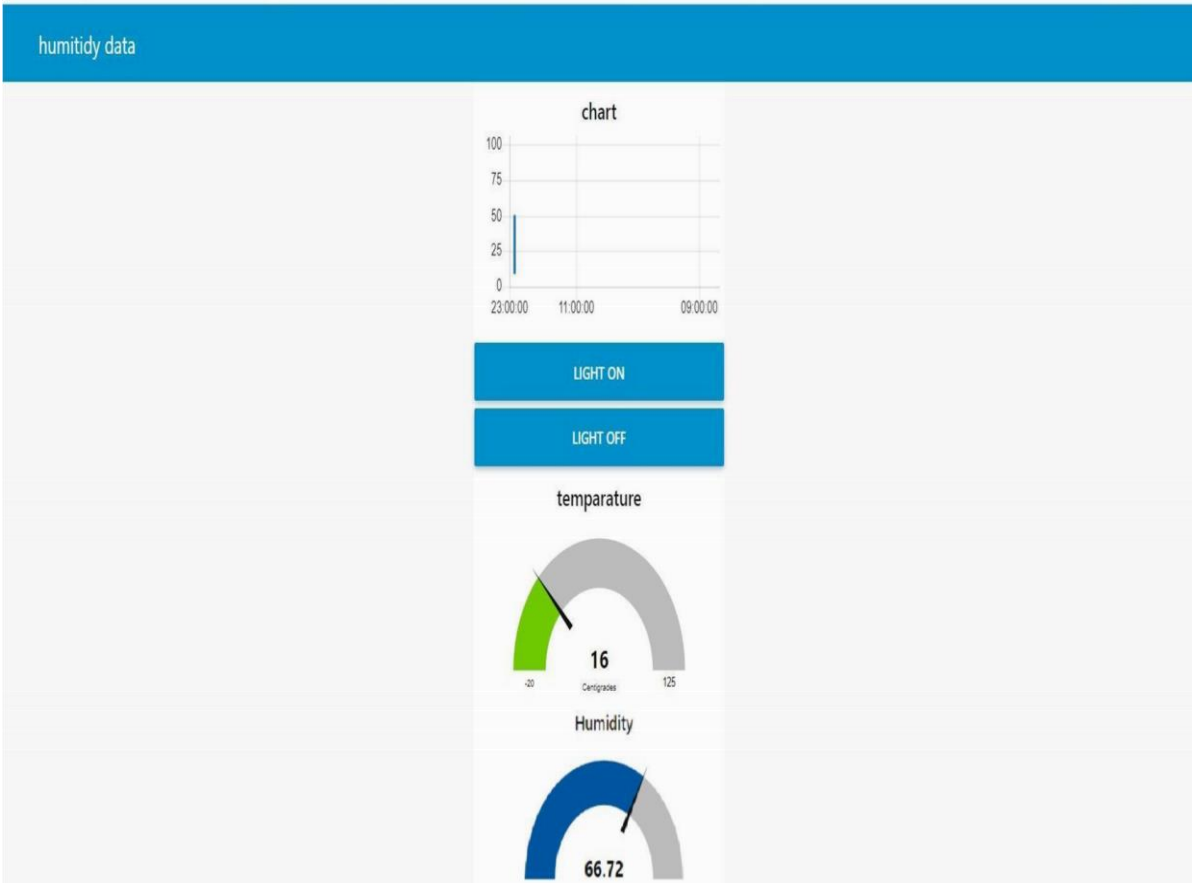 humitidy data
chart
100
75
50
25
0
23:00:00 11:00:00 09:00:00
LIGHT ON
LIGHT OFF
temparature
16
-20 Centigrades 125
Humidity
66.72